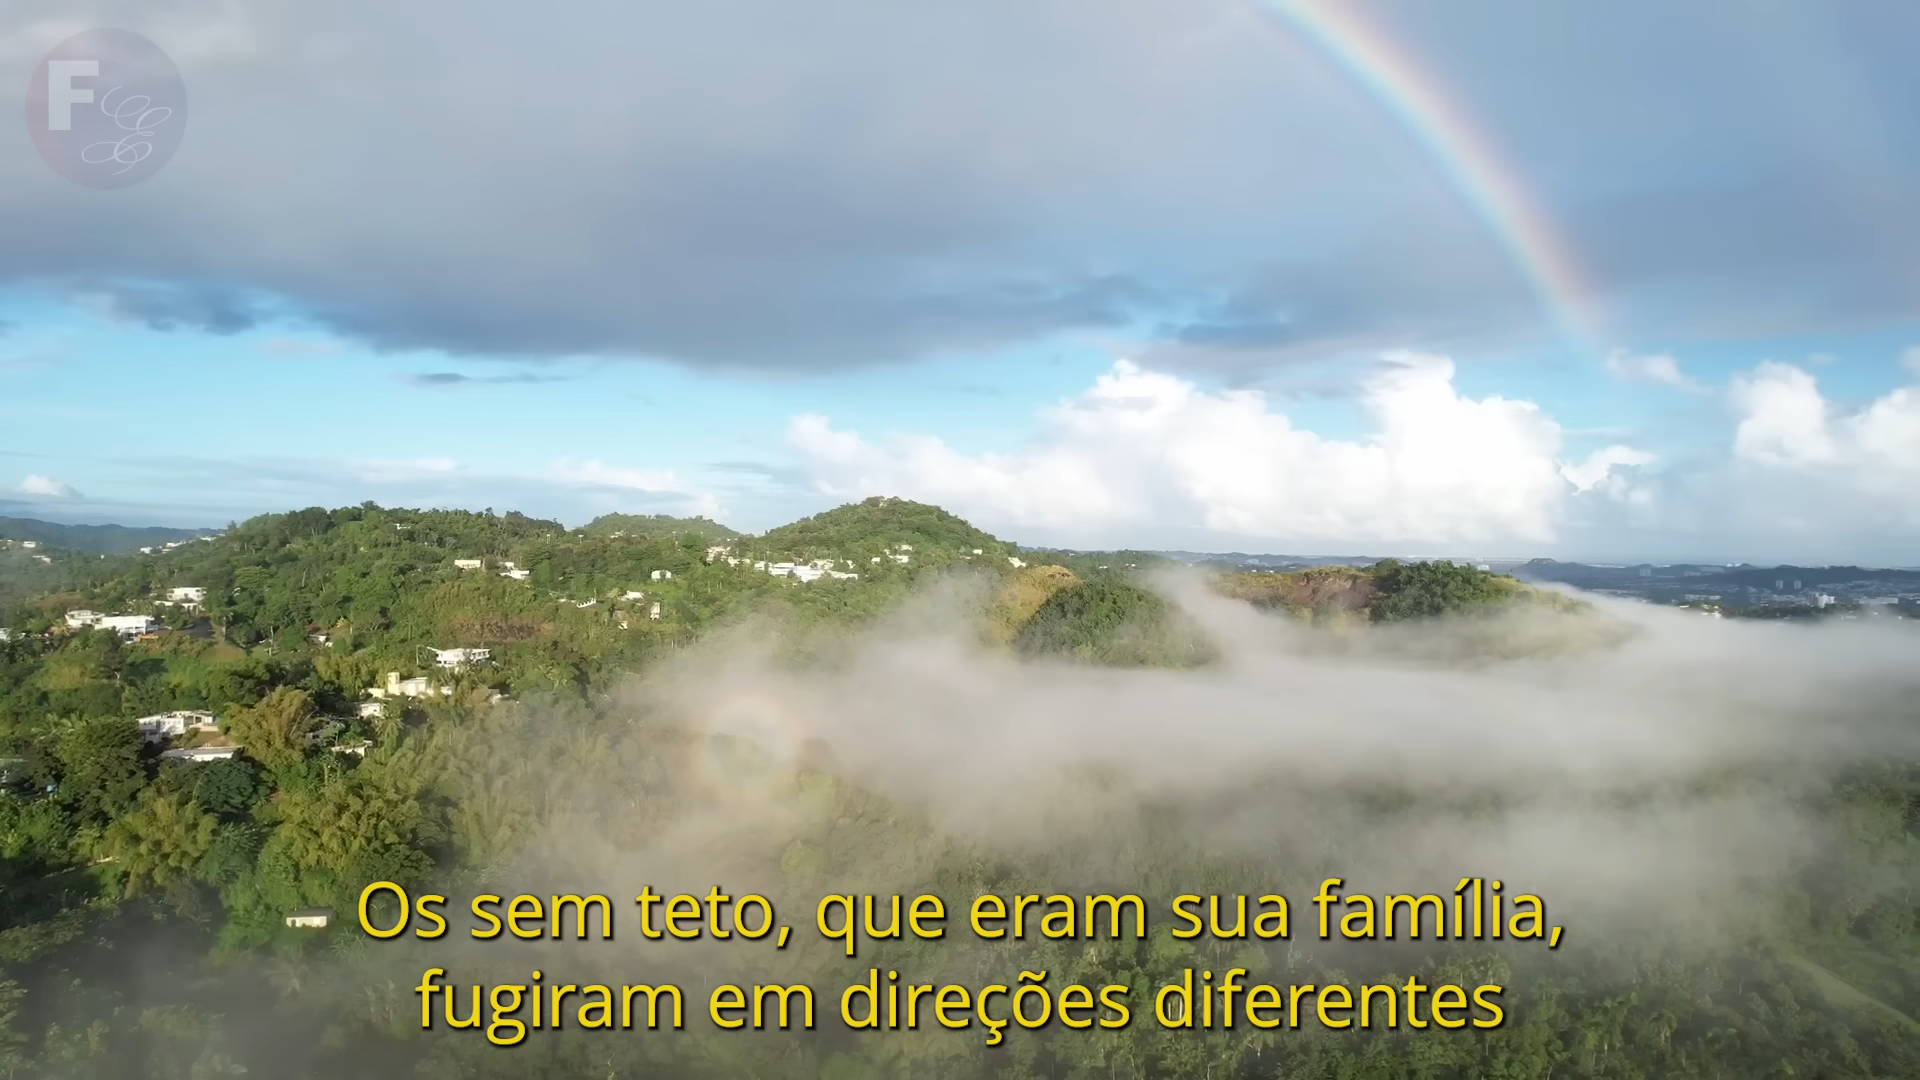 F E
Os sem teto, que eram sua família,
fugiram em direções diferentes